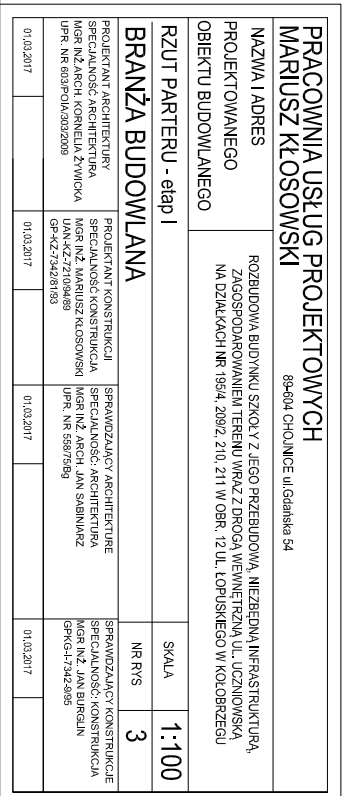 PRACOWNIA USŁUG PROJEKTOWYCH
MARIUSZ KŁOSOWSKI
89-604 CHOJNICE ul.Gdańska 54
NAZWA I ADRES
PROJEKTOWANEGO
OBIEKTU BUDOWLANEGO
ROZBUDOWA BUDYNKU SZKOŁY Z JEGO PRZEBUDOWĄ, NIEZBĘDNĄ INFRASTRUKTURĄ,
ZAGOSPODAROWANIEM TERENU WRAZ Z DROGĄ WEWNĘTRZNĄ UL. UCZNIOWSKĄ
NA DZIAŁKACH NR 195/4, 209/2, 210, 211 W OBR. 12 UL. ŁOPUSKIEGO W KOŁOBRZEGU
RZUT PARTERU - etap I
SKALA
1:100
BRANŻA BUDOWLANA
NR RYS
3
PROJEKTANT ARCHITEKTURY
SPECJALNOŚĆ ARCHITEKTURA
MGR INŻ.ARCH. KORNELIA ŻYWICKA
UPR. NR 603/POIA/303/2009
PROJEKTANT KONSTRUKCJI
SPECJALNOŚĆ KONSTRUKCJA
MGR INŻ. MARIUSZ KŁOSOWSKI
UAN-KZ-7210/94/89
GP-KZ-7342/81/93
SPRAWDZAJĄCY ARCHITEKTURE
SPECJALNOŚĆ: ARCHITEKTURA
MGR INŻ. ARCH. JAN SABINIARZ
UPR. NR 558/75/Bg
SPRAWDZAJĄCY KONSTRUKCJE
SPECJALNOŚĆ: KONSTRUKCJA
MGR INŻ. JAN BURGLIN
GPKG-I-7342-9/95
01.03.2017
01.03.2017
01.03.2017
01.03.2017